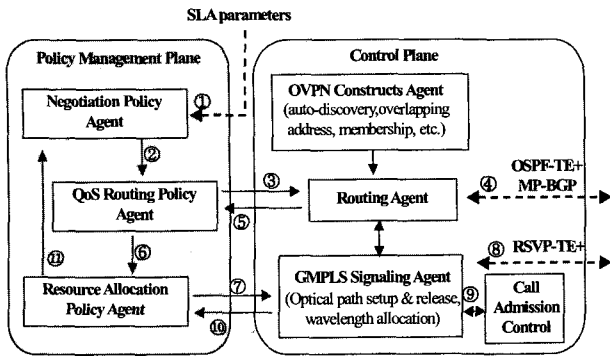 SLA parameters
Policy Management Plane
Control Plane
Negotiation Policy
Agent
①
②
QoS Routing Policy
Agent
③
⑤
⑥
⑪
Resource Allocation
Policy Agent
⑦
⑩
OVPN Constructs Agent
(auto-discovery,overlapping
address, membership, etc.)
Routing Agent
④
OSPF-TE+
MP-BGP
⑧
RSVP-TE+
GMPLS Signaling Agent
(Optical path setup & release,
wavelength allocation)
⑨
Call
Admission
Control